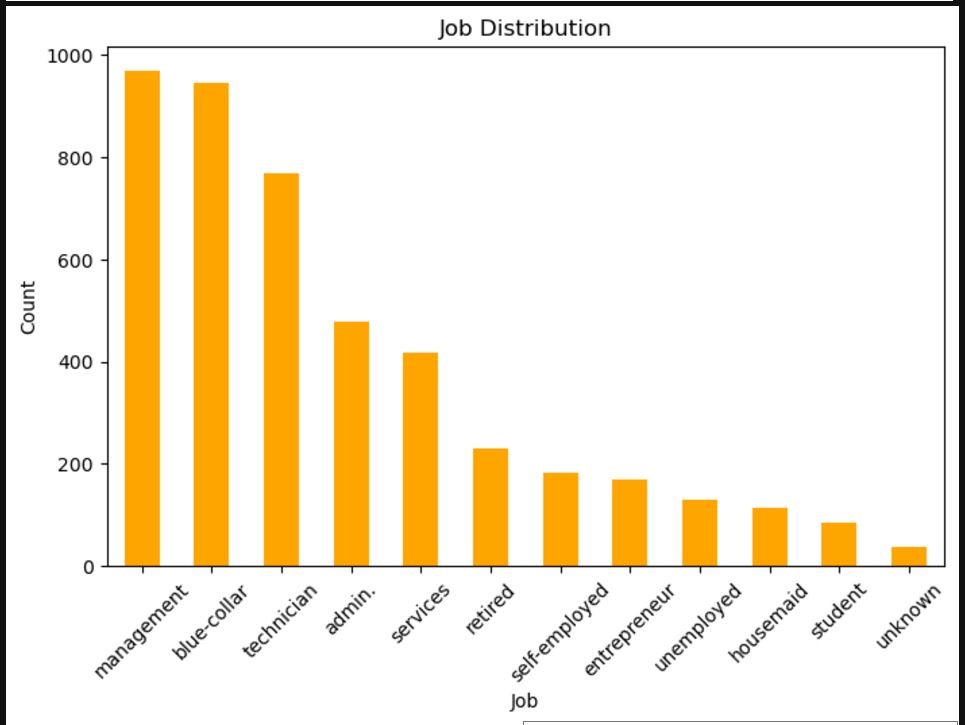 Job Distribution
1000
800
600
400
200
0
Count
management
blue-collar
technician
admin.
services
retired
self-employed
entrepreneur
unemployed
housemaid
student
unknown
Job